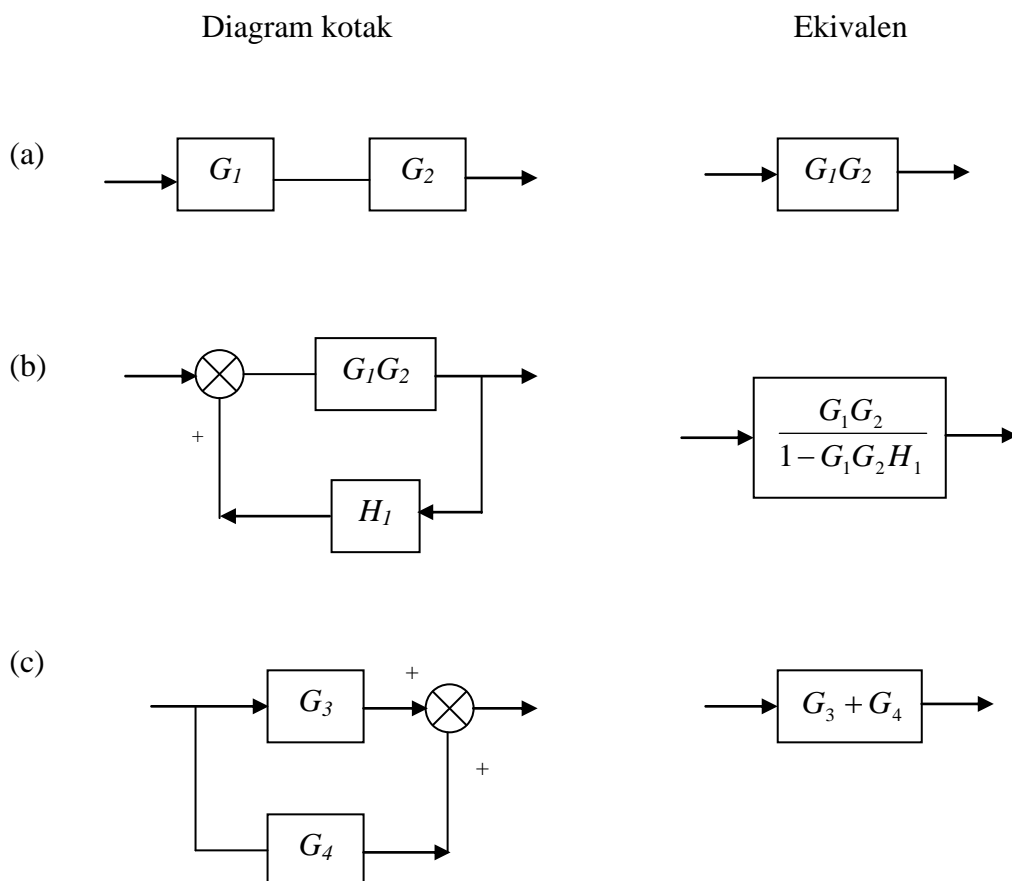 Diagram kotak Ekivalen
(a) G₁ G₂ G₁G₂
(b) G₁G₂
+
H₁
G₁G₂
1 − G₁G₂H₁
(c) G₃ + G₃ + G₄
+
G₄